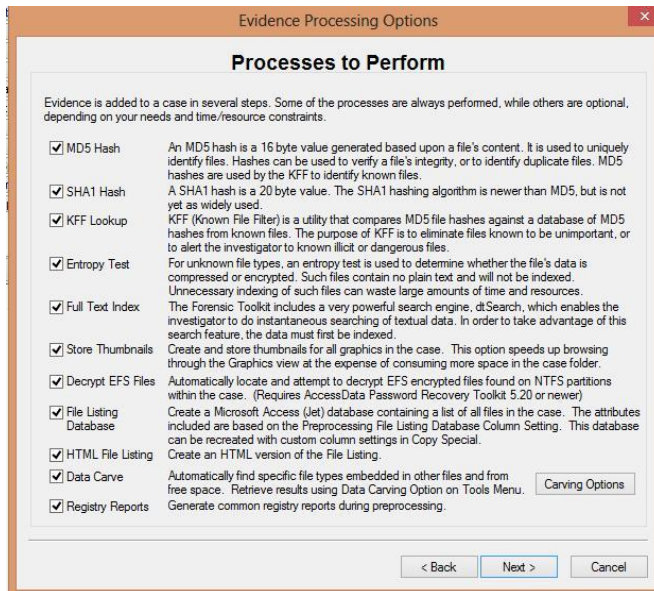 Evidence Processing Options
Processes to Perform
Evidence is added to a case in several steps. Some of the processes are always performed, while others are optional,
depending on your needs and time/resource constraints.
MD5 Hash An MD5 hash is a 16 byte value generated based upon a file's content. It is used to uniquely
identify files. Hashes can be used to verify a file's integrity, or to identify duplicate files. MD5
hashes are used by the KFF to identify known files.
SHA1 Hash A SHA1 hash is a 20 byte value. The SHA1 hashing algorithm is newer than MD5, but is not
yet as widely used.
KFF Lookup KFF (Known File Filter) is a utility that compares MD5 file hashes against a database of MD5
hashes from known files. The purpose of KFF is to eliminate files known to be unimportant, or
to alert the investigator to known illicit or dangerous files.
Entropy Test For unknown file types, an entropy test is used to determine whether the file's data is
compressed or encrypted. Such files contain no plain text and will not be indexed.
Unnecessary indexing of such files can waste large amounts of time and resources.
Full Text Index The Forensic Toolkit includes a very powerful search engine, dtSearch, which enables the
investigator to do instantaneous searching of textual data. In order to take advantage of this
search feature, the data must first be indexed.
Store Thumbnails Create and store thumbnails for all graphics in the case. This option speeds up browsing
through the Graphics view at the expense of consuming more space in the case folder.
Decrypt EFS Files Automatically locate and attempt to decrypt EFS encrypted files found on NTFS partitions
within the case. (Requires AccessData Password Recovery Toolkit 5.20 or newer)
File Listing Create a Microsoft Access (Jet) database containing a list of all files in the case. The attributes
Database included are based on the Preprocessing File Listing Database Column Setting. This database
can be recreated with custom column settings in Copy Special.
HTML File Listing Create an HTML version of the File Listing.
Data Carve Automatically find specific file types embedded in other files and from
free space. Retrieve results using Data Carving Option on Tools Menu. Carving Options
Registry Reports Generate common registry reports during preprocessing.
< Back Next > Cancel